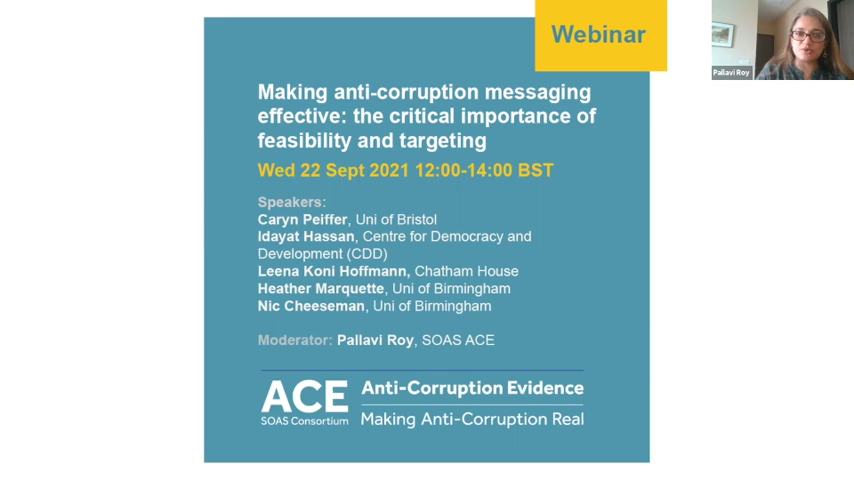 Webinar
Pallavi Roy
Making anti-corruption messaging
effective: the critical importance of
feasibility and targeting
Wed 22 Sept 2021 12:00-14:00 BST
Speakers:
Caryn Peiffer, Uni of Bristol
Idayat Hassan, Centre for Democracy and
Development (CDD)
Leena Koni Hoffmann, Chatham House
Heather Marquette, Uni of Birmingham
Nic Cheeseman, Uni of Birmingham
Moderator: Pallavi Roy, SOAS ACE
ACE
SOAS Consortium
Anti-Corruption Evidence
Making Anti-Corruption Real